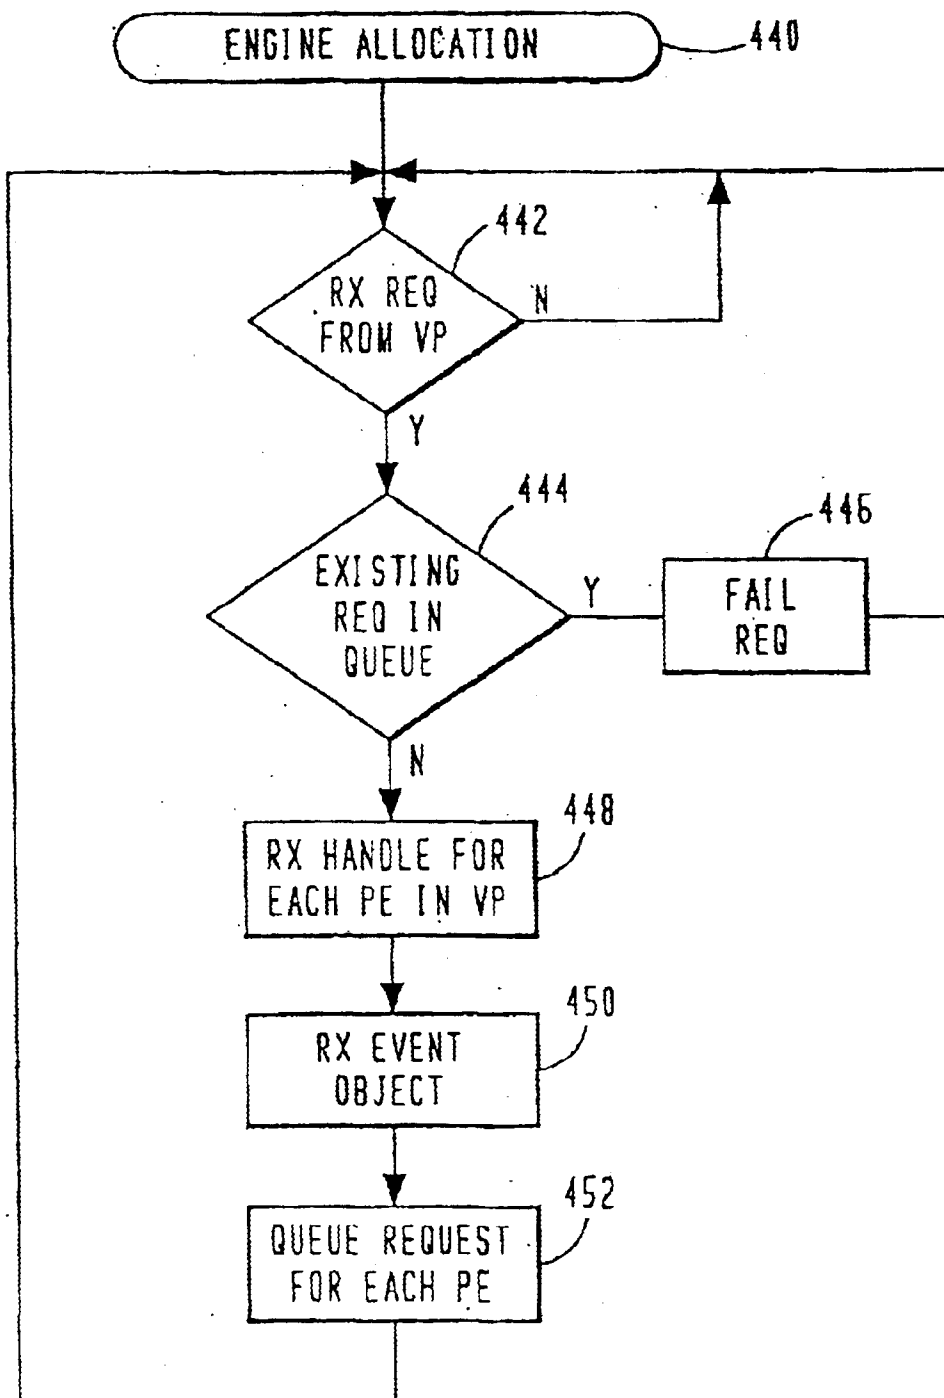 ENGINE ALLOCATION
440
442
RX REQ
FROM VP
N
Y
444
EXISTING
REQ IN
QUEUE
Y
446
FAIL
REQ
N
448
RX HANDLE FOR
EACH PE IN VP
450
RX EVENT
OBJECT
452
QUEUE REQUEST
FOR EACH PE